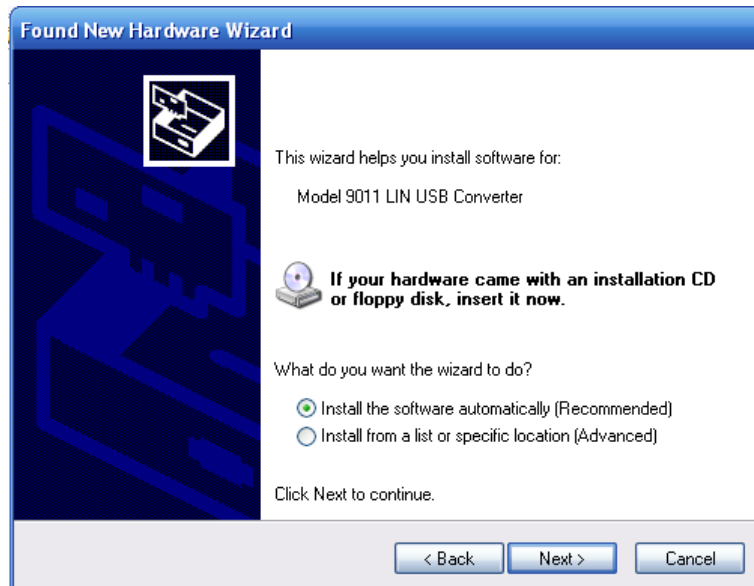 Found New Hardware Wizard
This wizard helps you install software for:
Model 9011 LIN USB Converter
If your hardware came with an installation CD
or floppy disk, insert it now.
What do you want the wizard to do?
Install the software automatically (Recommended)
Install from a list or specific location (Advanced)
Click Next to continue.
< Back
Next >
Cancel